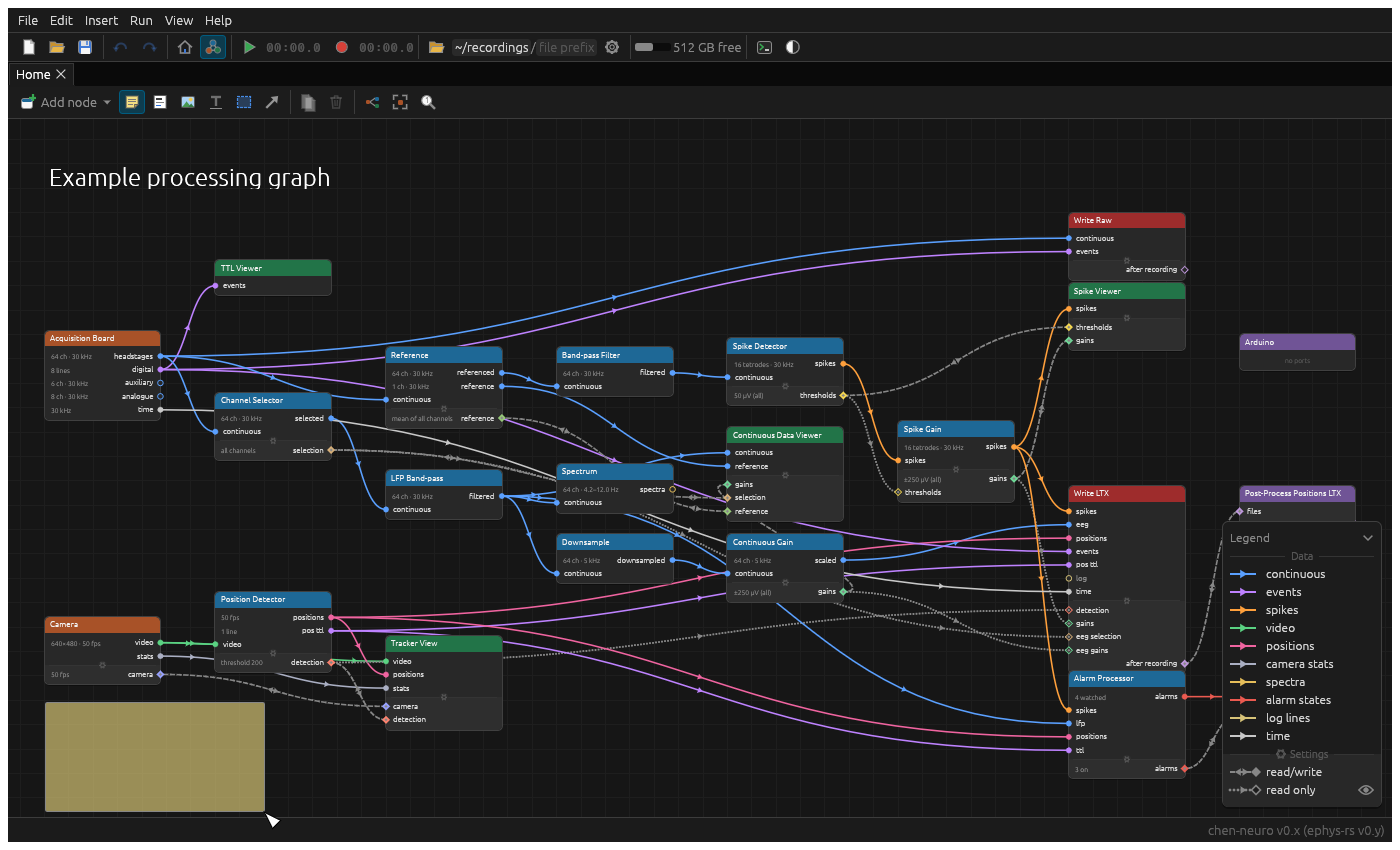 File Edit Insert Run View Help
00:00.0 00:00.0 ~/recordings/file prefix 512 GB free
Home
Add node
Example processing graph
Write Raw
continuous
events
after recording
TTL Viewer
events
Spike Viewer
spikes
thresholds
gains
Acquisition Board
64 ch · 30 kHz headstages
8 lines digital
6 ch · 30 kHz auxiliary
8 ch · 30 kHz analogue
30 kHz time
Reference
64 ch · 30 kHz referenced
1 ch · 30 kHz reference
continuous
mean of all channels reference
Band-pass Filter
64 ch · 30 kHz filtered
continuous
Spike Detector
16 tetrodes · 30 kHz spikes
continuous
50 µV (all) thresholds
Arduino
no ports
Channel Selector
64 ch · 30 kHz selected
continuous
all channels selection
Continuous Data Viewer
continuous
reference
gains
selection
reference
Spike Gain
16 tetrodes · 30 kHz spikes
spikes
±250 µV (all) gains
thresholds
LFP Band-pass
64 ch · 30 kHz filtered
continuous
Spectrum
64 ch · 4.2–12.0 Hz spectra
continuous
Write LTX
spikes
eeg
positions
events
pos ttl
log
time
detection
gains
eeg selection
eeg gains
after recording
Post-Process Positions LTX
files
Downsample
64 ch · 5 kHz downsampled
continuous
Continuous Gain
64 ch · 5 kHz scaled
continuous
±250 µV (all) gains
Position Detector
50 fps positions
1 line pos ttl
video
threshold 200 detection
Camera
640×480 · 50 fps video
stats
50 fps camera
Tracker View
video
positions
stats
camera
detection
Alarm Processor
4 watched alarms
spikes
lfp
positions
ttl
3 on alarms
Legend
Data
continuous
events
spikes
video
positions
camera stats
spectra
alarm states
log lines
time
Settings
read/write
read only
chen-neuro v0.x (ephys-rs v0.y)